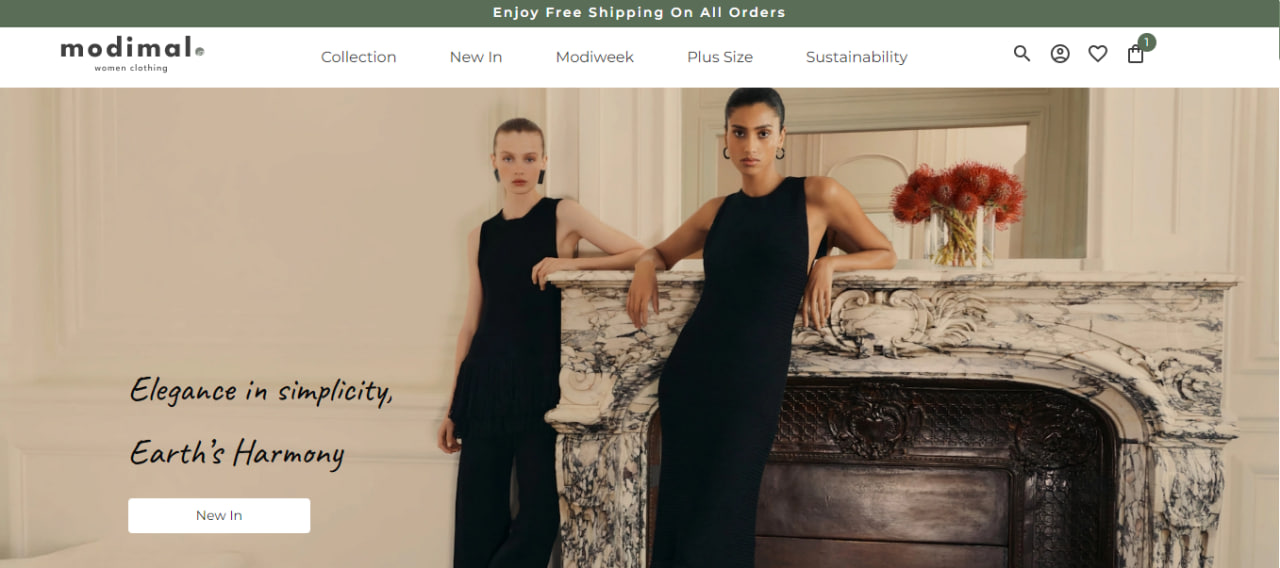 Enjoy Free Shipping On All Orders
modimal.
women clothing
Collection
New In
Modiweek
Plus Size
Sustainability
1
Elegance in simplicity,
Earth's Harmony
New In